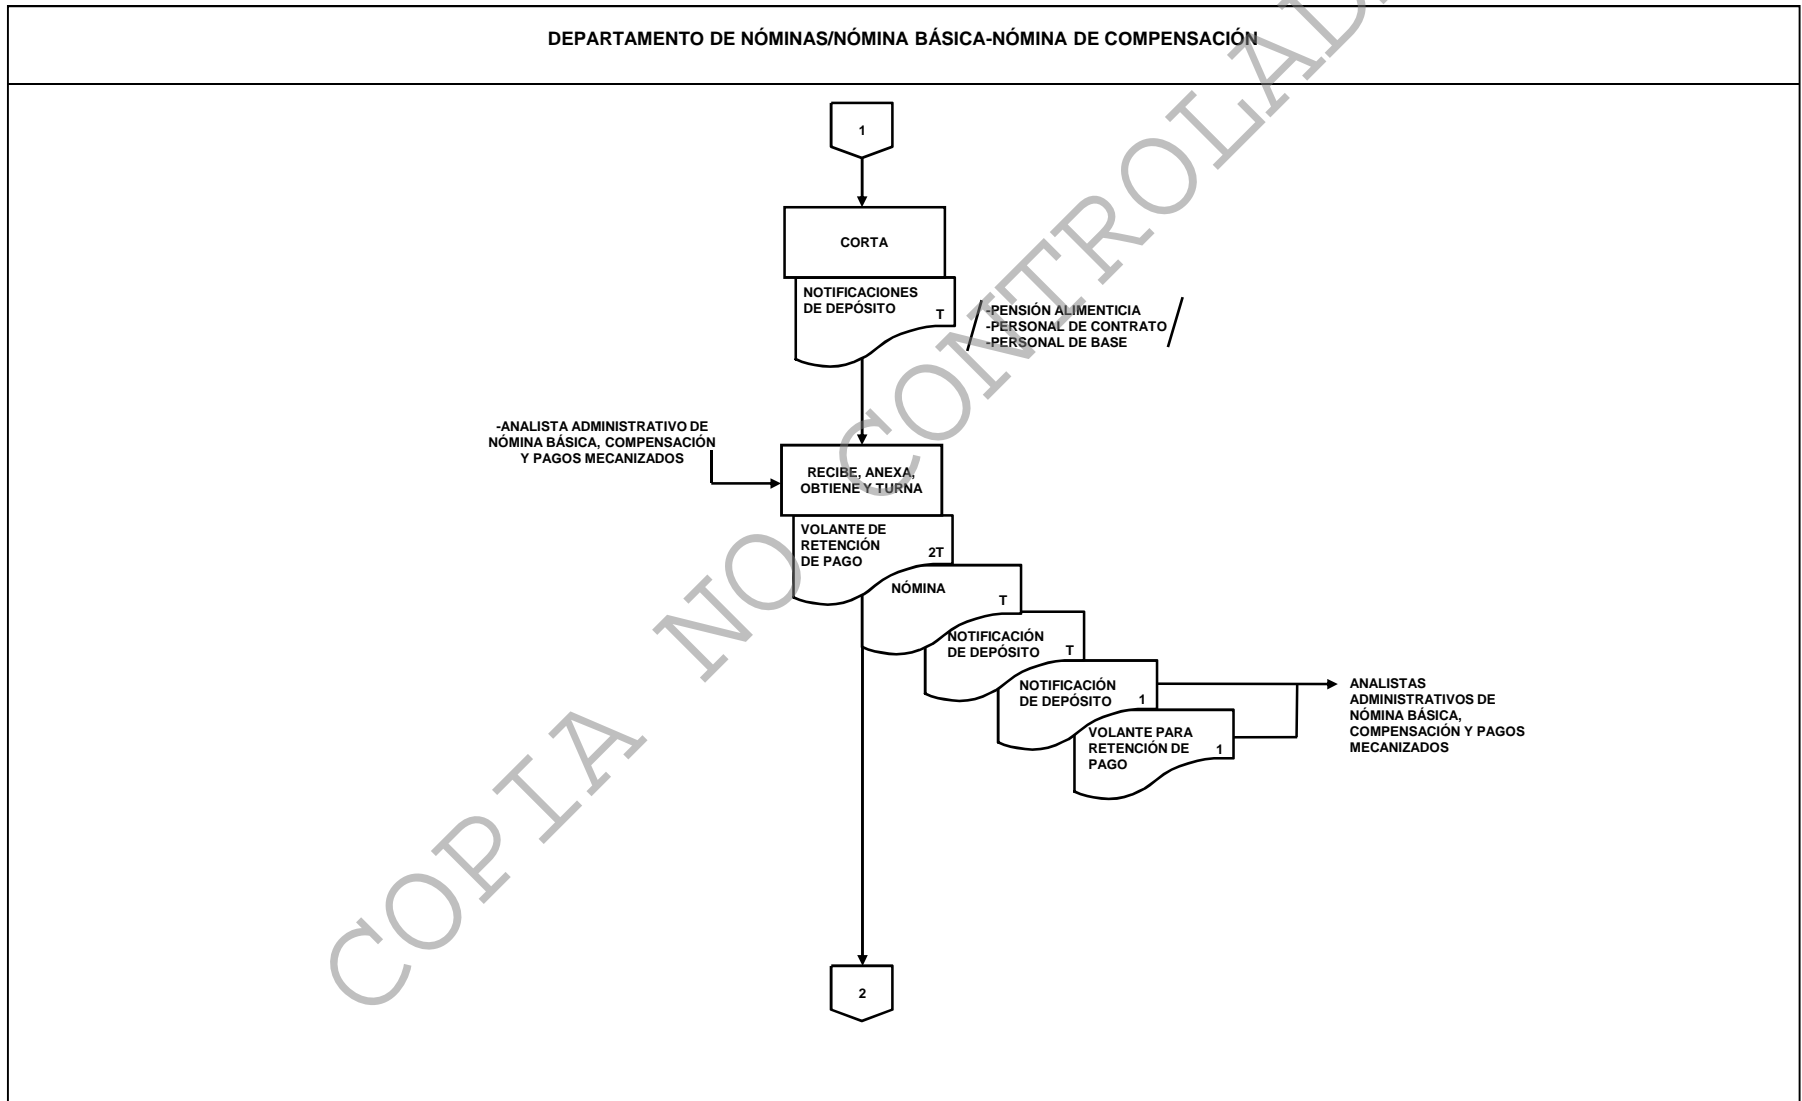 DEPARTAMENTO DE NÓMINAS/NÓMINA BÁSICA-NÓMINA DE COMPENSACIÓN
1
CORTA
NOTIFICACIONES
DE DEPÓSITO T
-PENSIÓN ALIMENTICIA
-PERSONAL DE CONTRATO
-PERSONAL DE BASE
-ANALISTA ADMINISTRATIVO DE
NÓMINA BÁSICA, COMPENSACIÓN
Y PAGOS MECANIZADOS
RECIBE, ANEXA,
OBTIENE Y TURNA
VOLANTE DE
RETENCIÓN
DE PAGO 2T
NÓMINA
T
NOTIFICACIÓN
DE DEPÓSITO T
NOTIFICACIÓN
DE DEPÓSITO 1
VOLANTE PARA
RETENCIÓN DE 1
PAGO
ANALISTAS
ADMINISTRATIVOS DE
NÓMINA BÁSICA,
COMPENSACIÓN Y PAGOS
MECANIZADOS
2
COPIA NO CONTROLAD